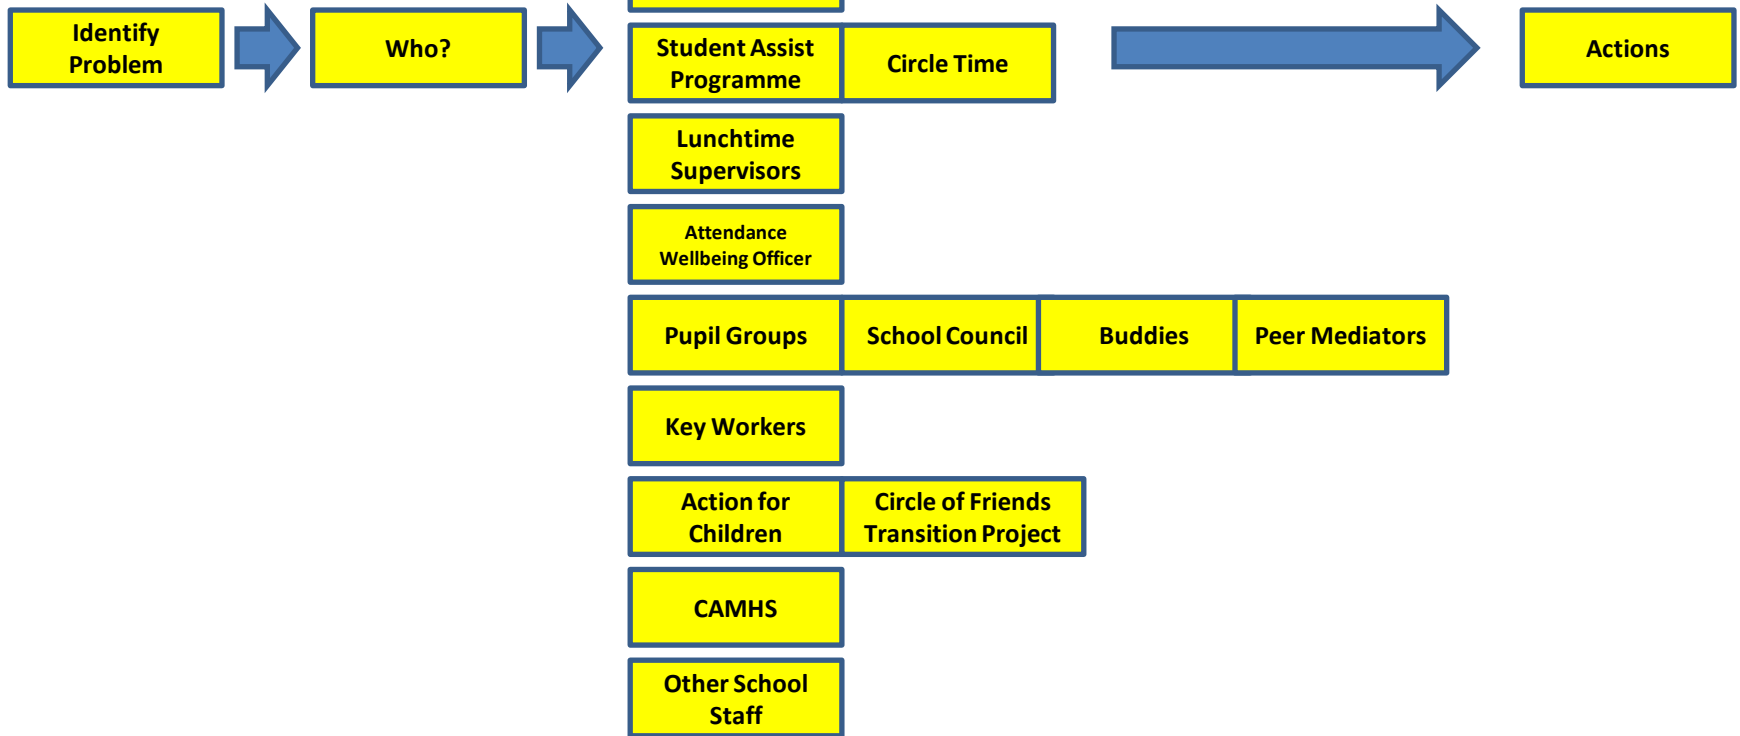 Identify
Problem
Who?
Student Assist
Programme
Circle Time
Actions
Lunchtime
Supervisors
Attendance
Wellbeing Officer
Pupil Groups
School Council
Buddies
Peer Mediators
Key Workers
Action for
Children
Circle of Friends
Transition Project
CAMHS
Other School
Staff